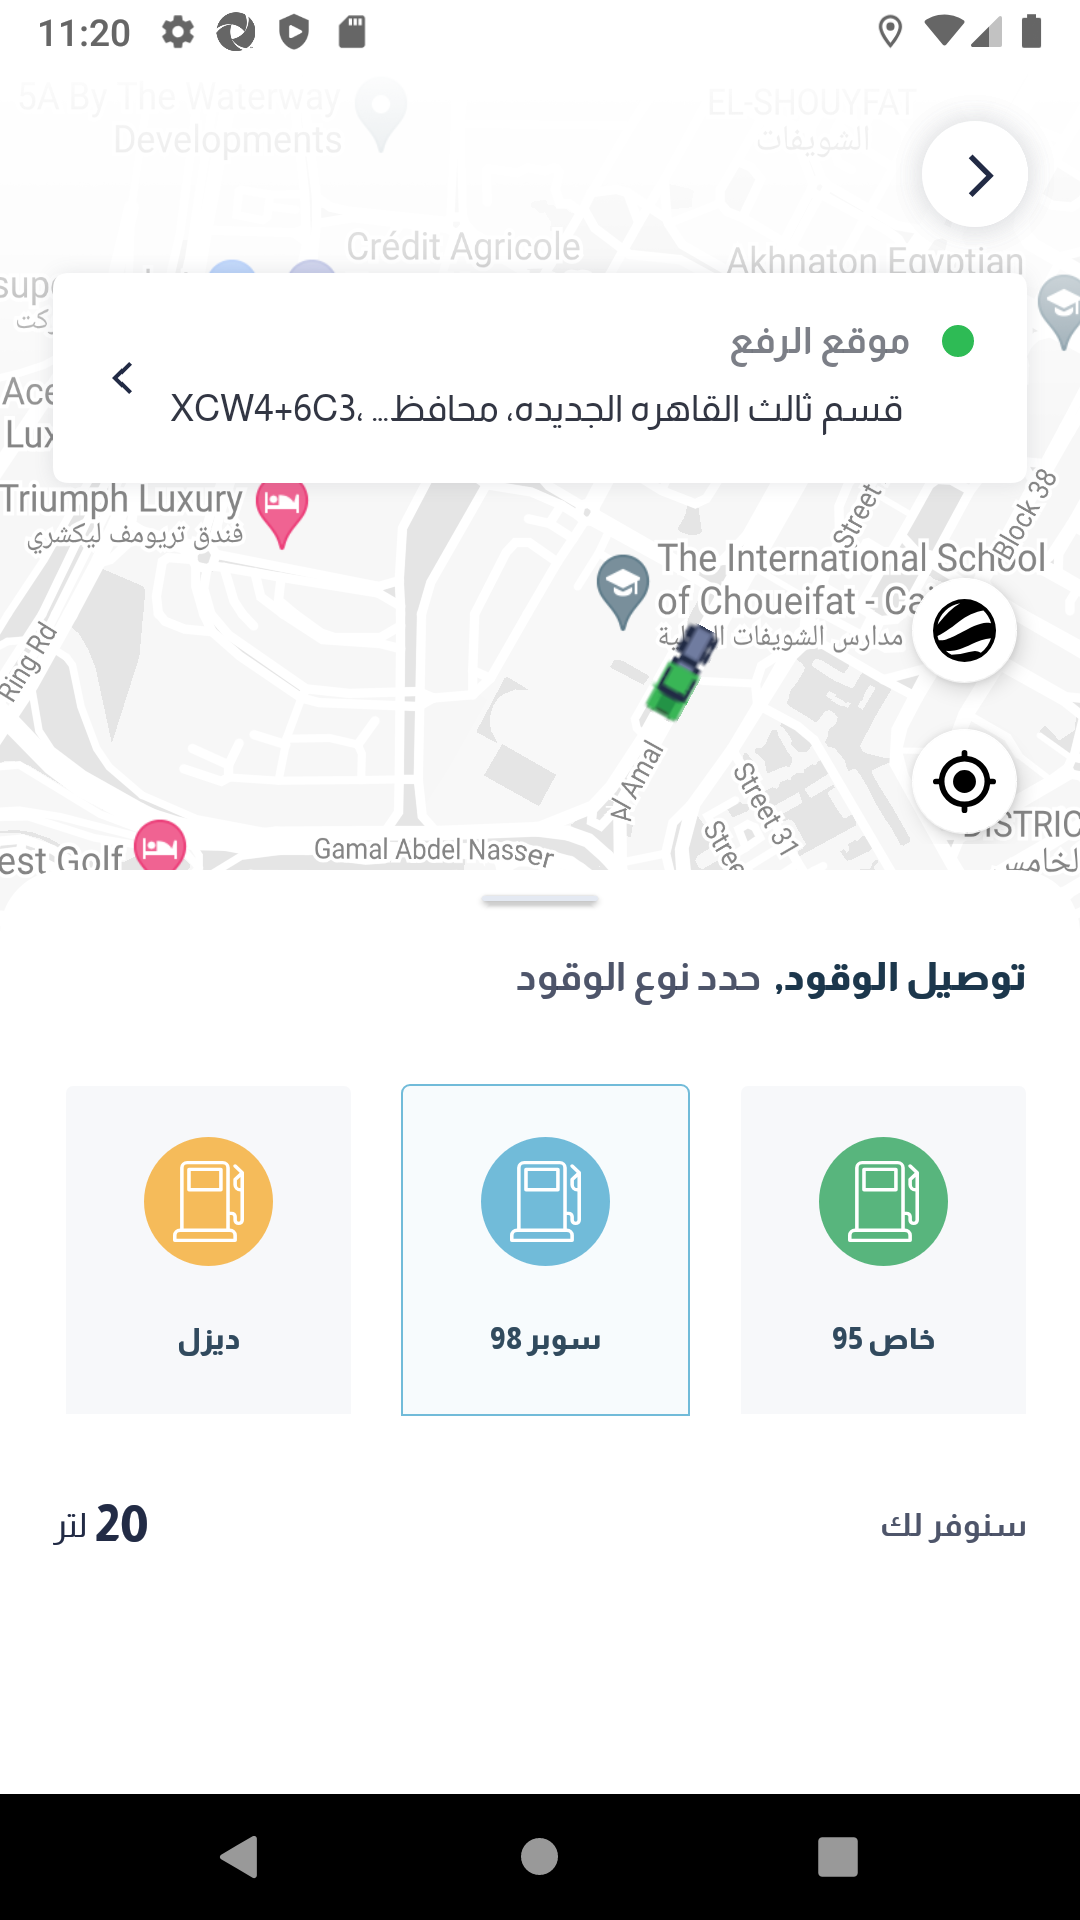 11:20
5A By The Waterway
Developments
EL-SHOUYFAT
الشويفات
Crédit Agricole
Akhnaton Egyptian
موقع الرفع
XCW4+6C3، قسم ثالث القاهره الجديده، محافظ...
Triumph Luxury
فندق تريومف ليكشري
Street
Block 38
The International School
of Choueifat - Cai
مدارس الشويفات
Ring Rd
Al Amal
Street 31
Gamal Abdel Nasser
est Golf
توصيل الوقود, حدد نوع الوقود
خاص 95
سوبر 98
ديزل
سنوفر لك
20 لتر